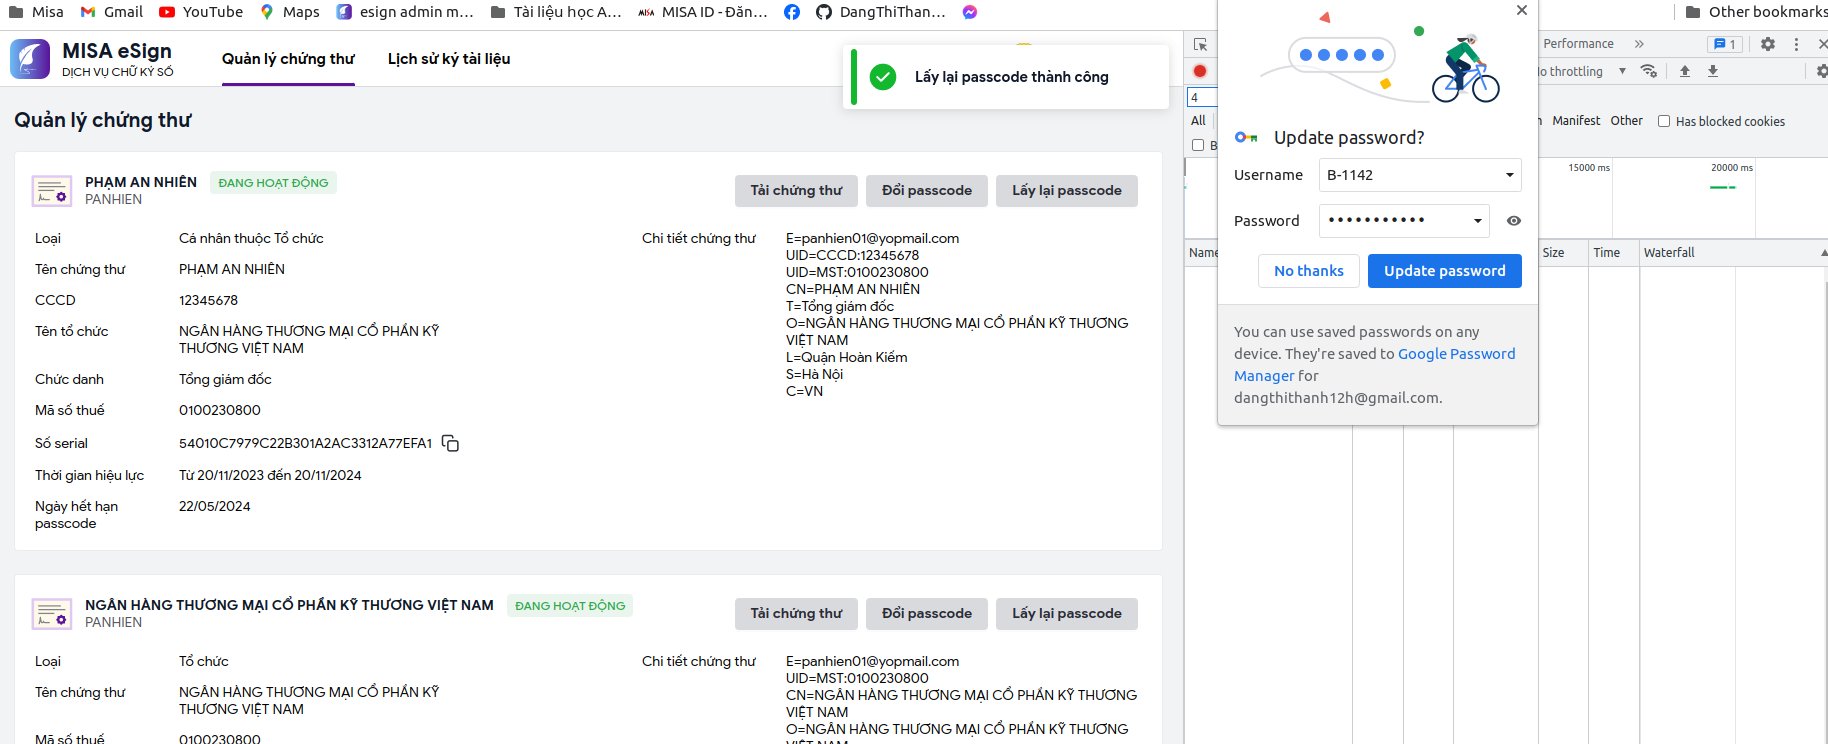 Misa
Gmail
YouTube
Maps
esign admin m...
Tài liệu học A...
MISA ID - Đăn...
DangThiThan...
Other bookmarks
MISA eSign
DỊCH VỤ CHỮ KÝ SỐ
Quản lý chứng thư
Lịch sử ký tài liệu
Lấy lại passcode thành công
Quản lý chứng thư
PHẠM AN NHIÊN
ĐANG HOẠT ĐỘNG
PANHIEN
Tải chứng thư
Đổi passcode
Lấy lại passcode
Loại
Cá nhân thuộc Tổ chức
Tên chứng thư
PHẠM AN NHIÊN
CCCD
12345678
Tên tổ chức
NGÂN HÀNG THƯƠNG MẠI CỔ PHẦN KỸ
THƯƠNG VIỆT NAM
Chức danh
Tổng giám đốc
Mã số thuế
0100230800
Số serial
54010C7979C22B301A2AC3312A77EFA1
Thời gian hiệu lực
Từ 20/11/2023 đến 20/11/2024
Ngày hết hạn
passcode
22/05/2024
Chi tiết chứng thư
E=panhien01@yopmail.com
UID=CCCD:12345678
UID=MST:0100230800
CN=PHẠM AN NHIÊN
T=Tổng giám đốc
O=NGÂN HÀNG THƯƠNG MẠI CỔ PHẦN KỸ THƯƠNG
VIỆT NAM
L=Quận Hoàn Kiếm
S=Hà Nội
C=VN
NGÂN HÀNG THƯƠNG MẠI CỔ PHẦN KỸ THƯƠNG VIỆT NAM
ĐANG HOẠT ĐỘNG
PANHIEN
Tải chứng thư
Đổi passcode
Lấy lại passcode
Loại
Tổ chức
Tên chứng thư
NGÂN HÀNG THƯƠNG MẠI CỔ PHẦN KỸ
THƯƠNG VIỆT NAM
Mã số thuế
0100230800
Chi tiết chứng thư
E=panhien01@yopmail.com
UID=MST:0100230800
CN=NGÂN HÀNG THƯƠNG MẠI CỔ PHẦN KỸ THƯƠNG
VIỆT NAM
O=NGÂN HÀNG THƯƠNG MẠI CỔ PHẦN KỸ THƯƠNG
VIỆT NAM
Update password?
Username
B-1142
Password
No thanks
Update password
You can use saved passwords on any
device. They're saved to Google Password
Manager for
dangthithanh12h@gmail.com.
Performance
1
throttling
4
All
Manifest
Other
Has blocked cookies
B
15000 ms
20000 ms
Name
Size
Time
Waterfall